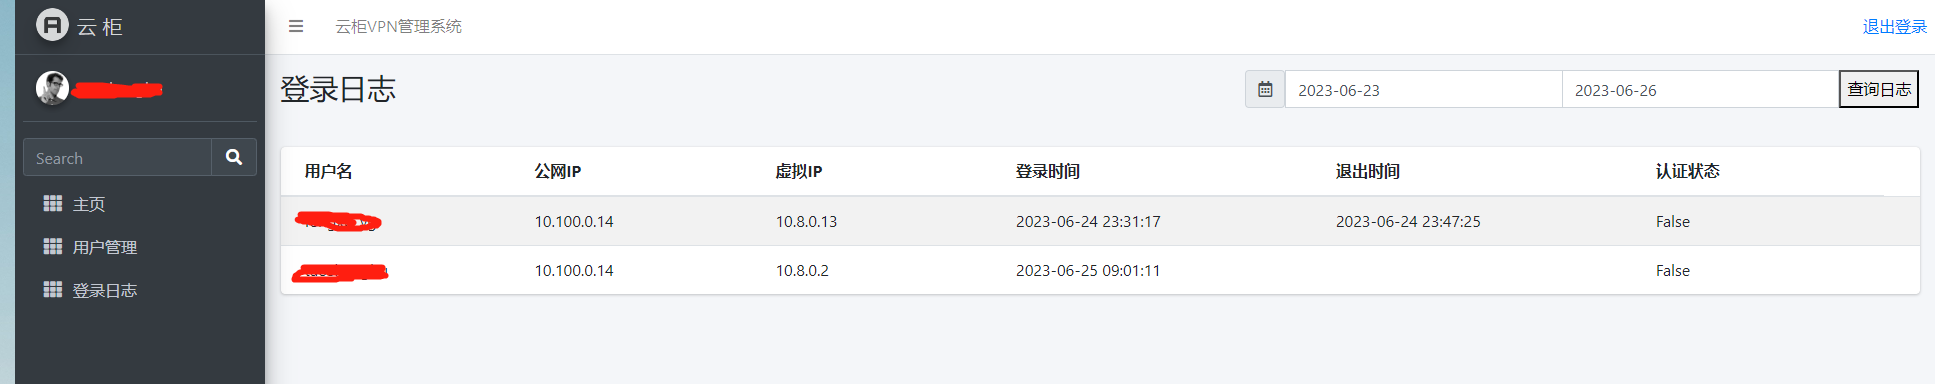 云柜
云柜VPN管理系统
退出登录
登录日志
2023-06-23
2023-06-26
查询日志
Search
主页
用户管理
登录日志
用户名 公网IP 虚拟IP 登录时间 退出时间 认证状态
10.100.0.14 10.8.0.13 2023-06-24 23:31:17 2023-06-24 23:47:25 False
10.100.0.14 10.8.0.2 2023-06-25 09:01:11 False